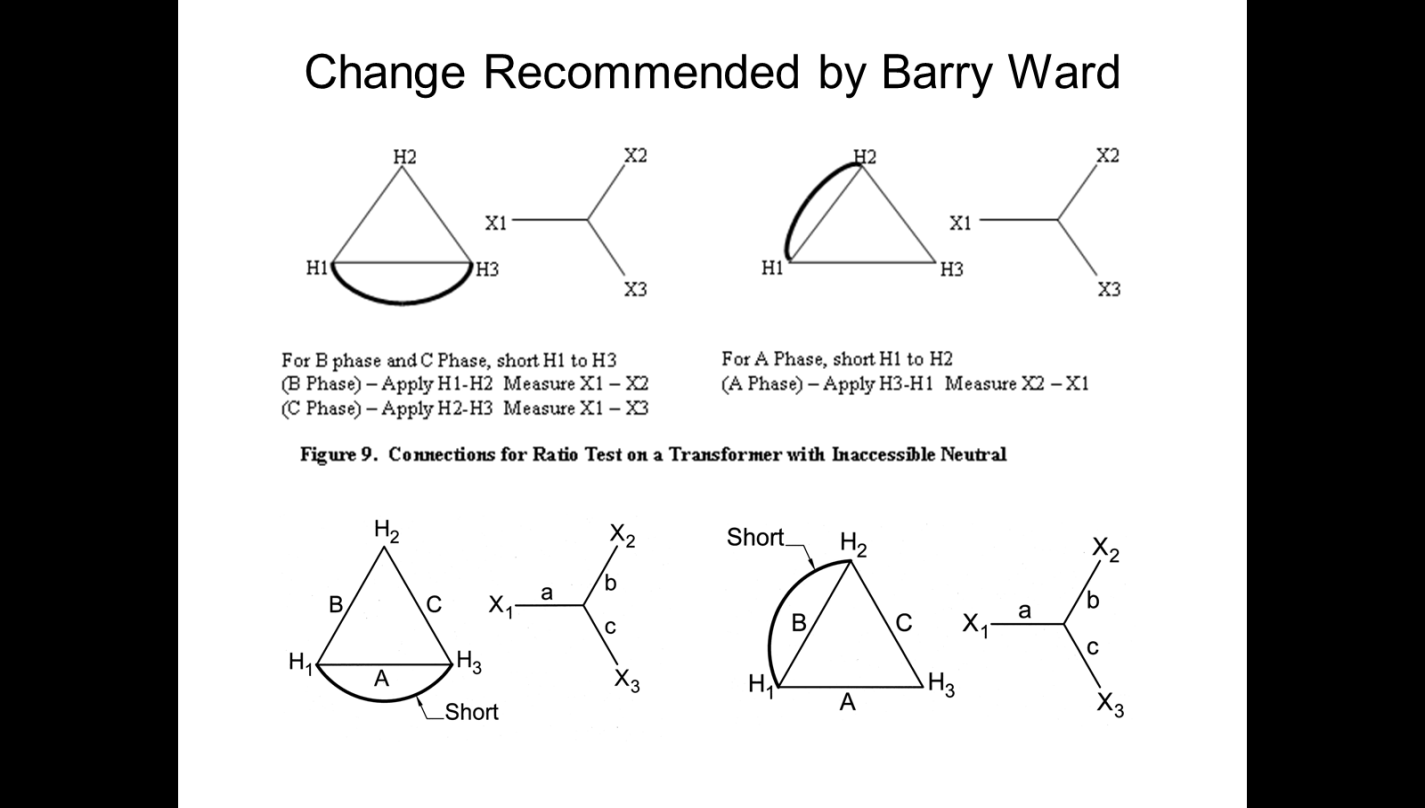 Change Recommended by Barry Ward
H2
X2
X1
H1
H3
X3
H2
X2
X1
H1
H3
X3
For B phase and C Phase, short H1 to H3
(B Phase) – Apply H1-H2 Measure X1 – X2
(C Phase) – Apply H2-H3 Measure X1 – X3
For A Phase, short H1 to H2
(A Phase) – Apply H3-H1 Measure X2 – X1
Figure 9. Connections for Ratio Test on a Transformer with Inaccessible Neutral
H₂
X₂
B
C
X₁
a
b
c
H₁
H₃
A
X₃
Short
Short
H₂
X₂
B
C
X₁
a
b
c
H₁
H₃
A
X₃